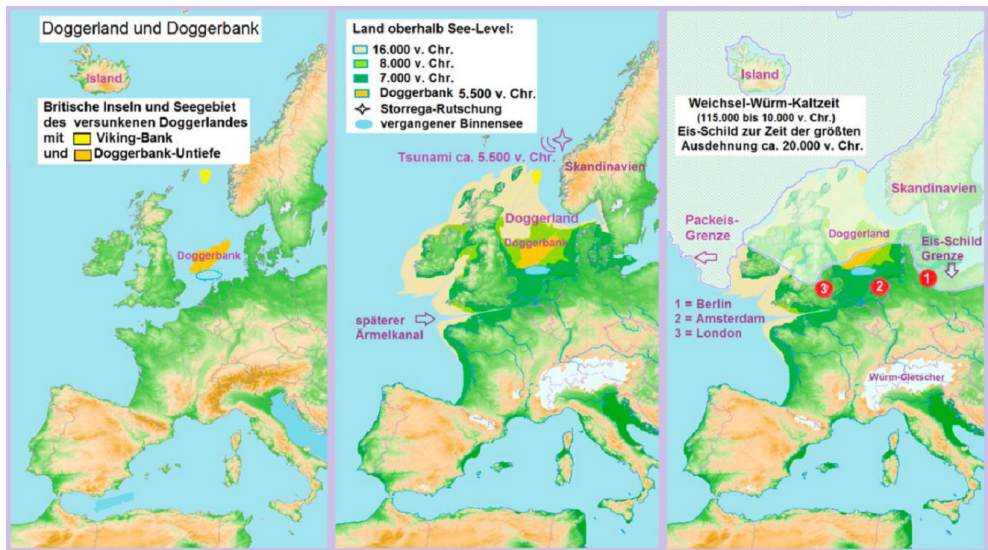 Doggerland und Doggerbank
Island
Britische Inseln und Seegebiet
des versunkenen Doggerlandes
mit Viking-Bank
und Doggerbank-Untiefe
Doggerbank
Land oberhalb See-Level:
16.000 v. Chr.
8.000 v. Chr.
7.000 v. Chr.
Doggerbank 5.500 v. Chr.
Storrega-Rutschung
vergangener Binnensee
Tsunami ca. 5.500 v. Chr.
Skandinavien
Doggerland
Doggerbank
späterer
Ärmelkanal
Island
Weichsel-Würm-Kaltzeit
(115.000 bis 10.000 v. Chr.)
Eis-Schild zur Zeit der größten
Ausdehnung ca. 20.000 v. Chr.
Skandinavien
Packeis-
Grenze
Doggerland
Eis-Schild
Grenze
1
2
3
1 = Berlin
2 = Amsterdam
3 = London
Würm-Gletscher